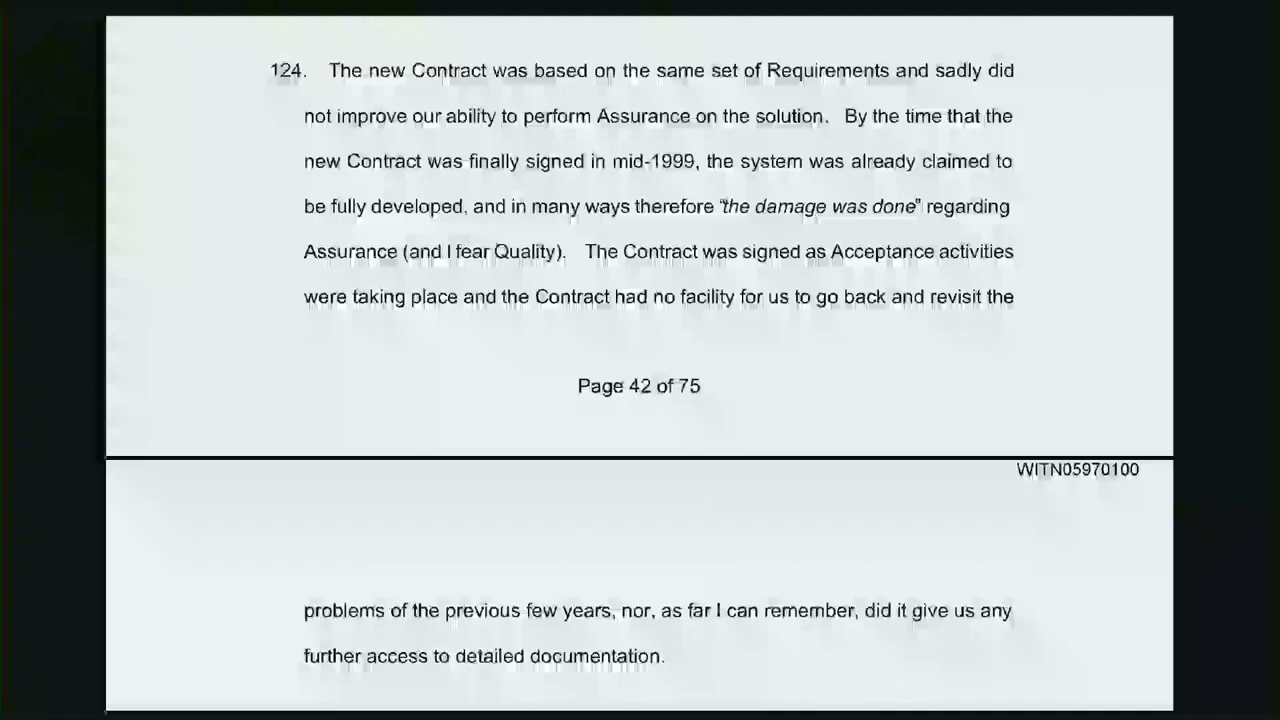 124. The new Contract was based on the same set of Requirements and sadly did
not improve our ability to perform Assurance on the solution. By the time that the
new Contract was finally signed in mid-1999, the system was already claimed to
be fully developed, and in many ways therefore "the damage was done" regarding
Assurance (and I fear Quality). The Contract was signed as Acceptance activities
were taking place and the Contract had no facility for us to go back and revisit the
Page 42 of 75
WITN05970100
problems of the previous few years, nor, as far I can remember, did it give us any
further access to detailed documentation.